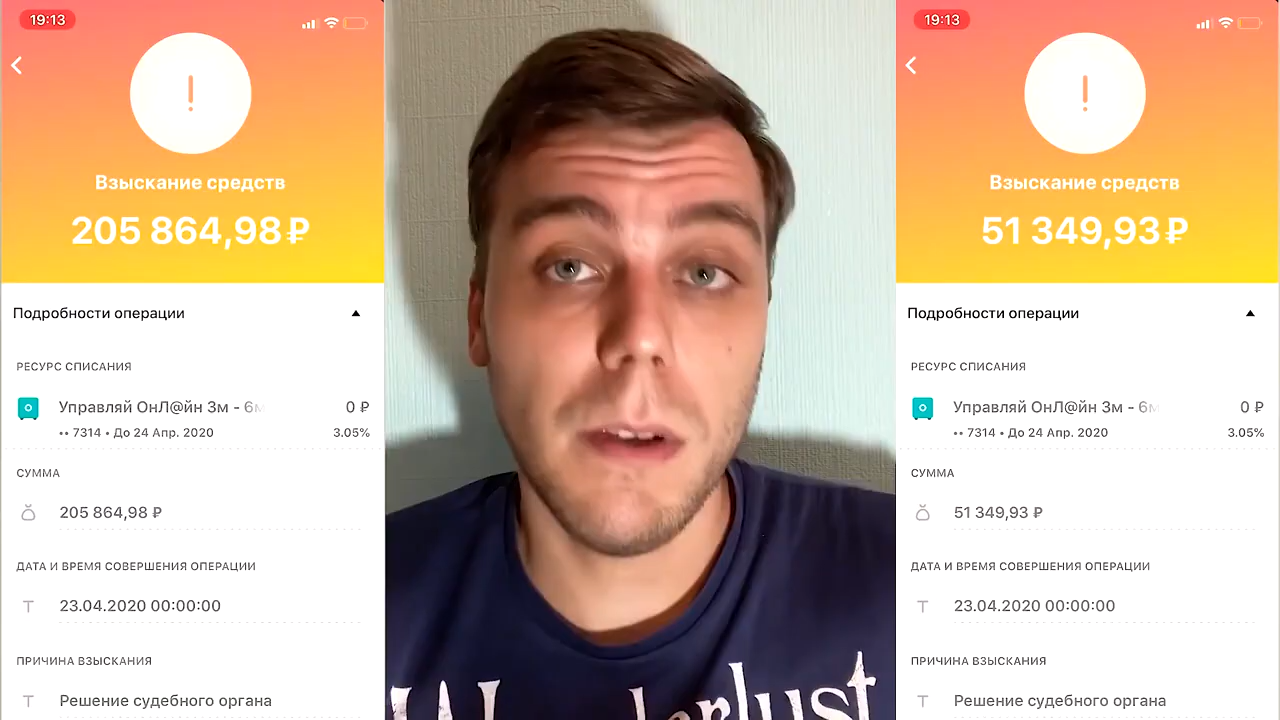 19:13
Взыскание средств
205 864,98 ₽
Подробности операции
РЕСУРС СПИСАНИЯ
Управляй ОнЛ@йн 3м - 6м
0 ₽
•• 7314 • До 24 Апр. 2020
3.05%
СУММА
205 864,98 ₽
ДАТА И ВРЕМЯ СОВЕРШЕНИЯ ОПЕРАЦИИ
23.04.2020 00:00:00
ПРИЧИНА ВЗЫСКАНИЯ
Решение судебного органа
Wanderlust
19:13
Взыскание средств
51 349,93 ₽
Подробности операции
РЕСУРС СПИСАНИЯ
Управляй ОнЛ@йн 3м - 6м
0 ₽
•• 7314 • До 24 Апр. 2020
3.05%
СУММА
51 349,93 ₽
ДАТА И ВРЕМЯ СОВЕРШЕНИЯ ОПЕРАЦИИ
23.04.2020 00:00:00
ПРИЧИНА ВЗЫСКАНИЯ
Решение судебного органа